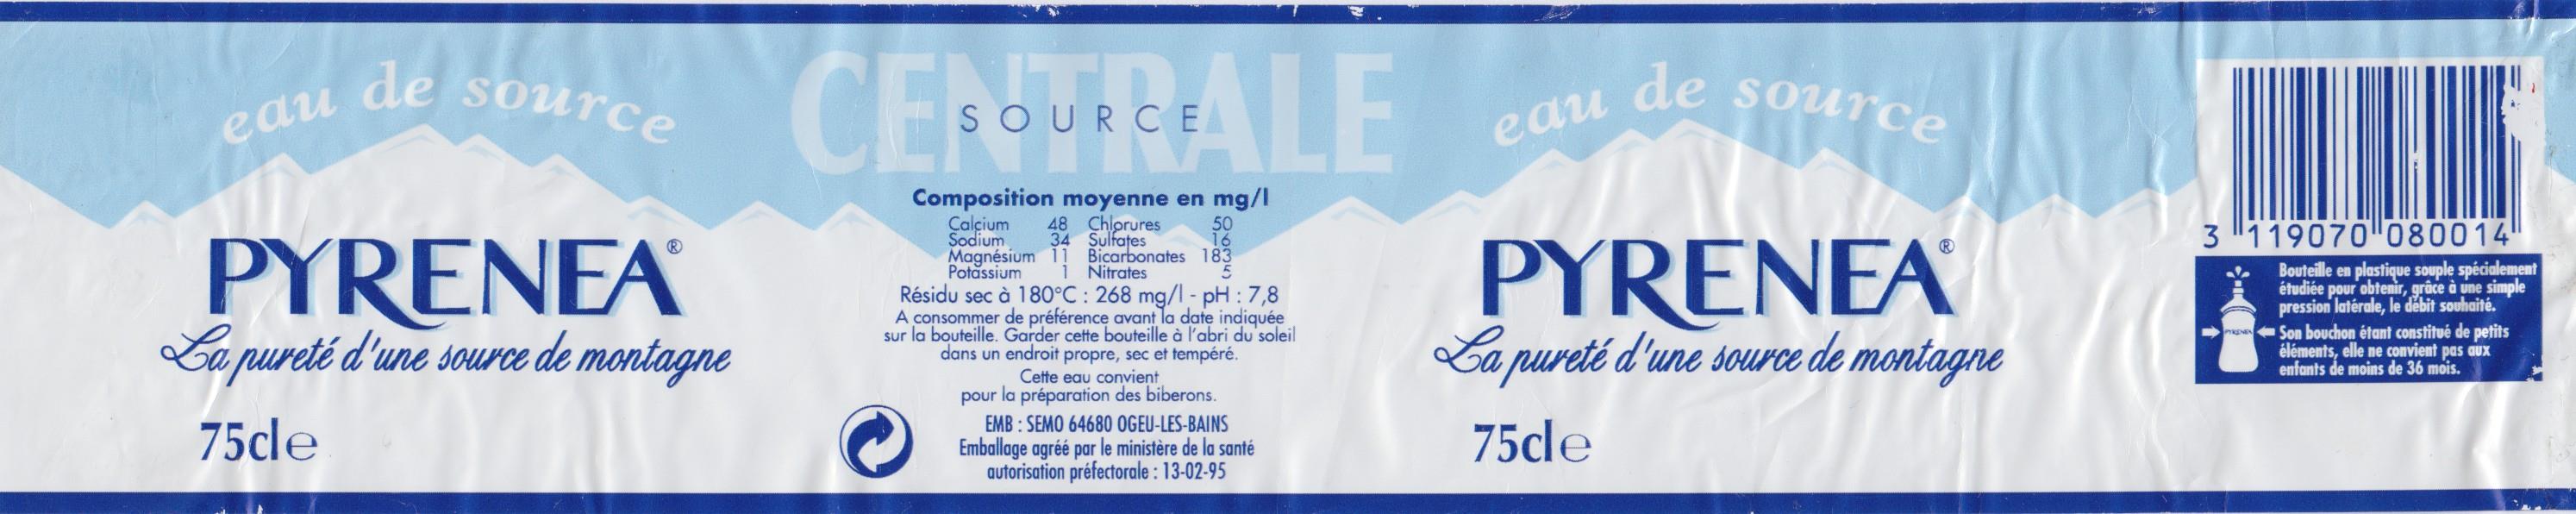 eau de source
PYRENEA®
La pureté d'une source de montagne
75cl e
CENTRALE
SOURCE
Composition moyenne en mg/l
Calcium 48 Chlorures 50
Sodium 34 Sulfates 16
Magnésium 11 Bicarbonates 183
Potassium 1 Nitrates 5
Résidu sec à 180°C : 268 mg/l - pH : 7,8
A consommer de préférence avant la date indiquée
sur la bouteille. Garder cette bouteille à l'abri du soleil
dans un endroit propre, sec et tempéré.
Cette eau convient
pour la préparation des biberons.
EMB : SEMO 64680 OGEU-LES-BAINS
Emballage agréé par le ministère de la santé
autorisation préfectorale : 13-02-95
eau de source
PYRENEA®
La pureté d'une source de montagne
75cl e
3 119070 080014
Bouteille en plastique souple spécialement
étudiée pour obtenir, grâce à une simple
pression latérale, le débit souhaité.
PYRENEA
Son bouchon étant constitué de petits
éléments, elle ne convient pas aux
enfants de moins de 36 mois.